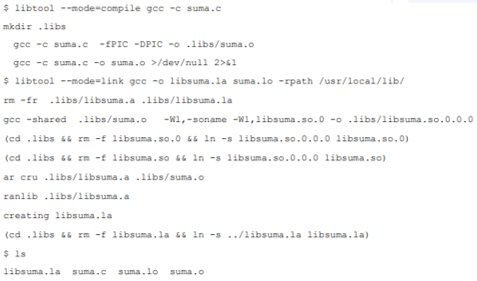 $ libtool --mode=compile gcc -c suma.c
mkdir .libs
gcc -c suma.c -fPIC -DPIC -o .libs/suma.o
gcc -c suma.c -o suma.o >/dev/null 2>&1
$ libtool --mode=link gcc -o libsuma.la suma.lo -rpath /usr/local/lib/
rm -fr .libs/libsuma.a .libs/libsuma.la
gcc -shared .libs/suma.o -Wl,-soname -Wl,libsuma.so.0 -o .libs/libsuma.so.0.0.0
(cd .libs && rm -f libsuma.so.0 && ln -s libsuma.so.0.0.0 libsuma.so.0)
(cd .libs && rm -f libsuma.so && ln -s libsuma.so.0.0.0 libsuma.so)
ar cru .libs/libsuma.a .libs/suma.o
ranlib .libs/libsuma.a
creating libsuma.la
(cd .libs && rm -f libsuma.la && ln -s ../libsuma.la libsuma.la)
$ ls
libsuma.la suma.c suma.lo suma.o